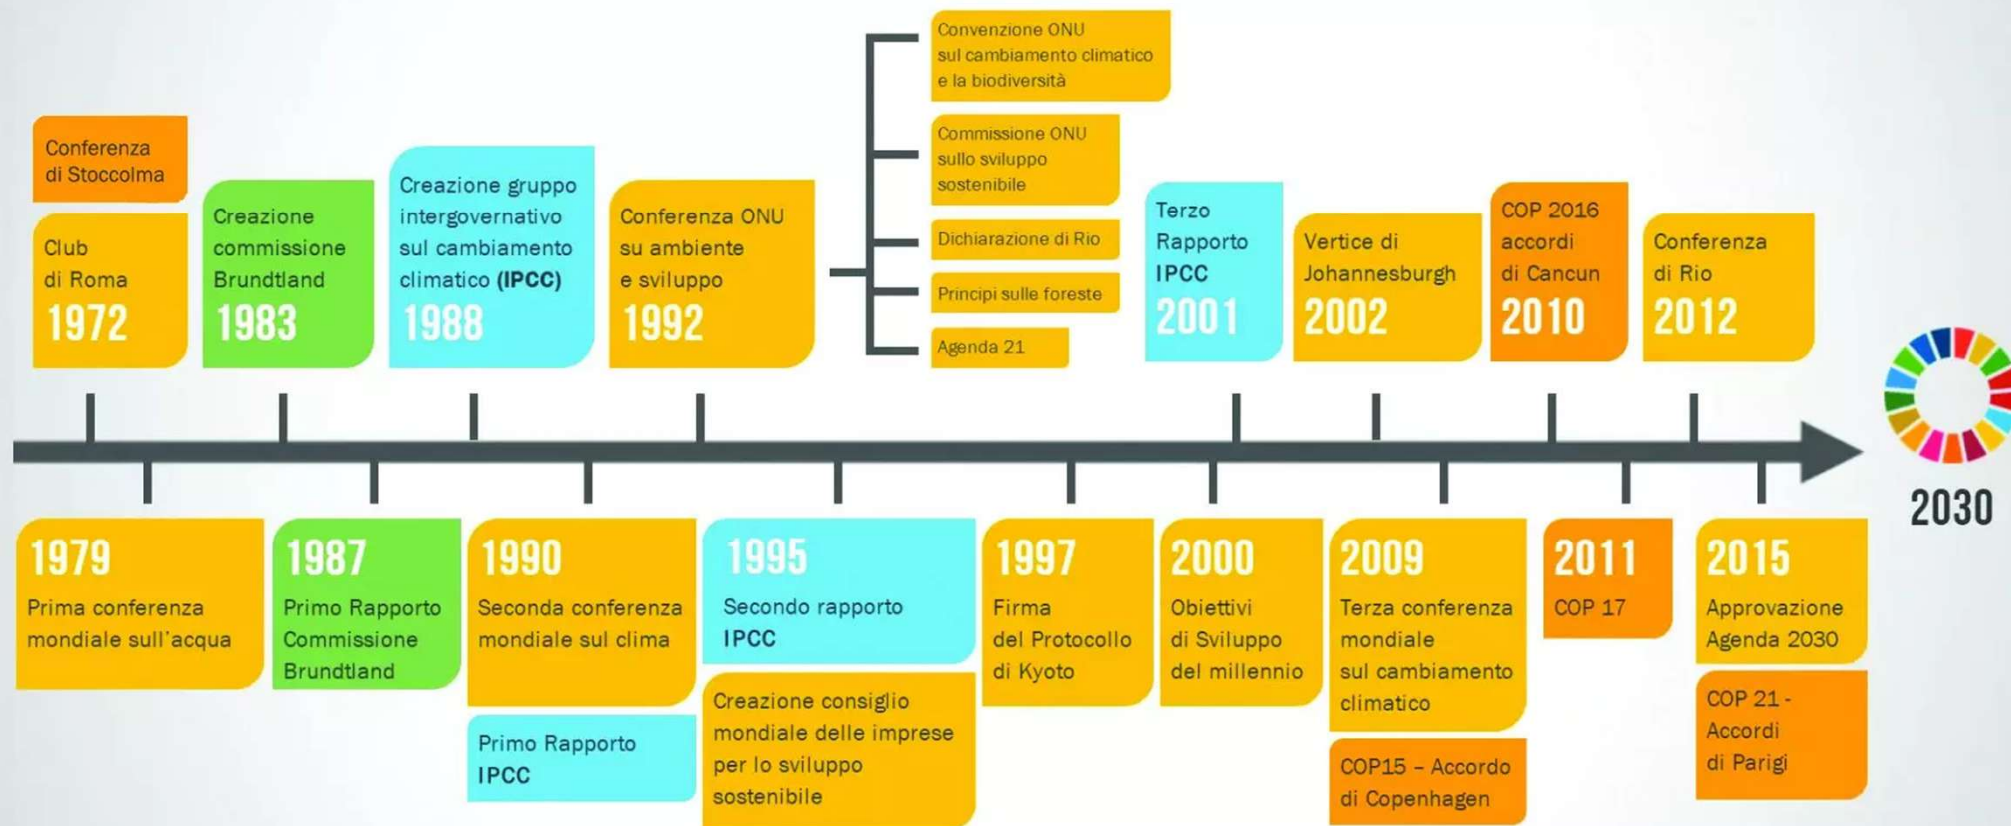 Conferenza
di Stoccolma
Club
di Roma
1972
Creazione
commissione
Brundtland
1983
Creazione gruppo
intergovernativo
sul cambiamento
climatico (IPCC)
1988
Conferenza ONU
su ambiente
e sviluppo
1992
Convenzione ONU
sul cambiamento climatico
e la biodiversità
Commissione ONU
sullo sviluppo
sostenibile
Dichiarazione di Rio
Principi sulle foreste
Agenda 21
Terzo
Rapporto
IPCC
2001
Vertice di
Johannesburgh
2002
COP 2016
accordi
di Cancun
2010
Conferenza
di Rio
2012
2030
1979
Prima conferenza
mondiale sull'acqua
1987
Primo Rapporto
Commissione
Brundtland
1990
Seconda conferenza
mondiale sul clima
Primo Rapporto
IPCC
1995
Secondo rapporto
IPCC
Creazione consiglio
mondiale delle imprese
per lo sviluppo
sostenibile
1997
Firma
del Protocollo
di Kyoto
2000
Obiettivi
di Sviluppo
del millennio
2009
Terza conferenza
mondiale
sul cambiamento
climatico
COP15 – Accordo
di Copenhagen
2011
COP 17
2015
Approvazione
Agenda 2030
COP 21 -
Accordi
di Parigi